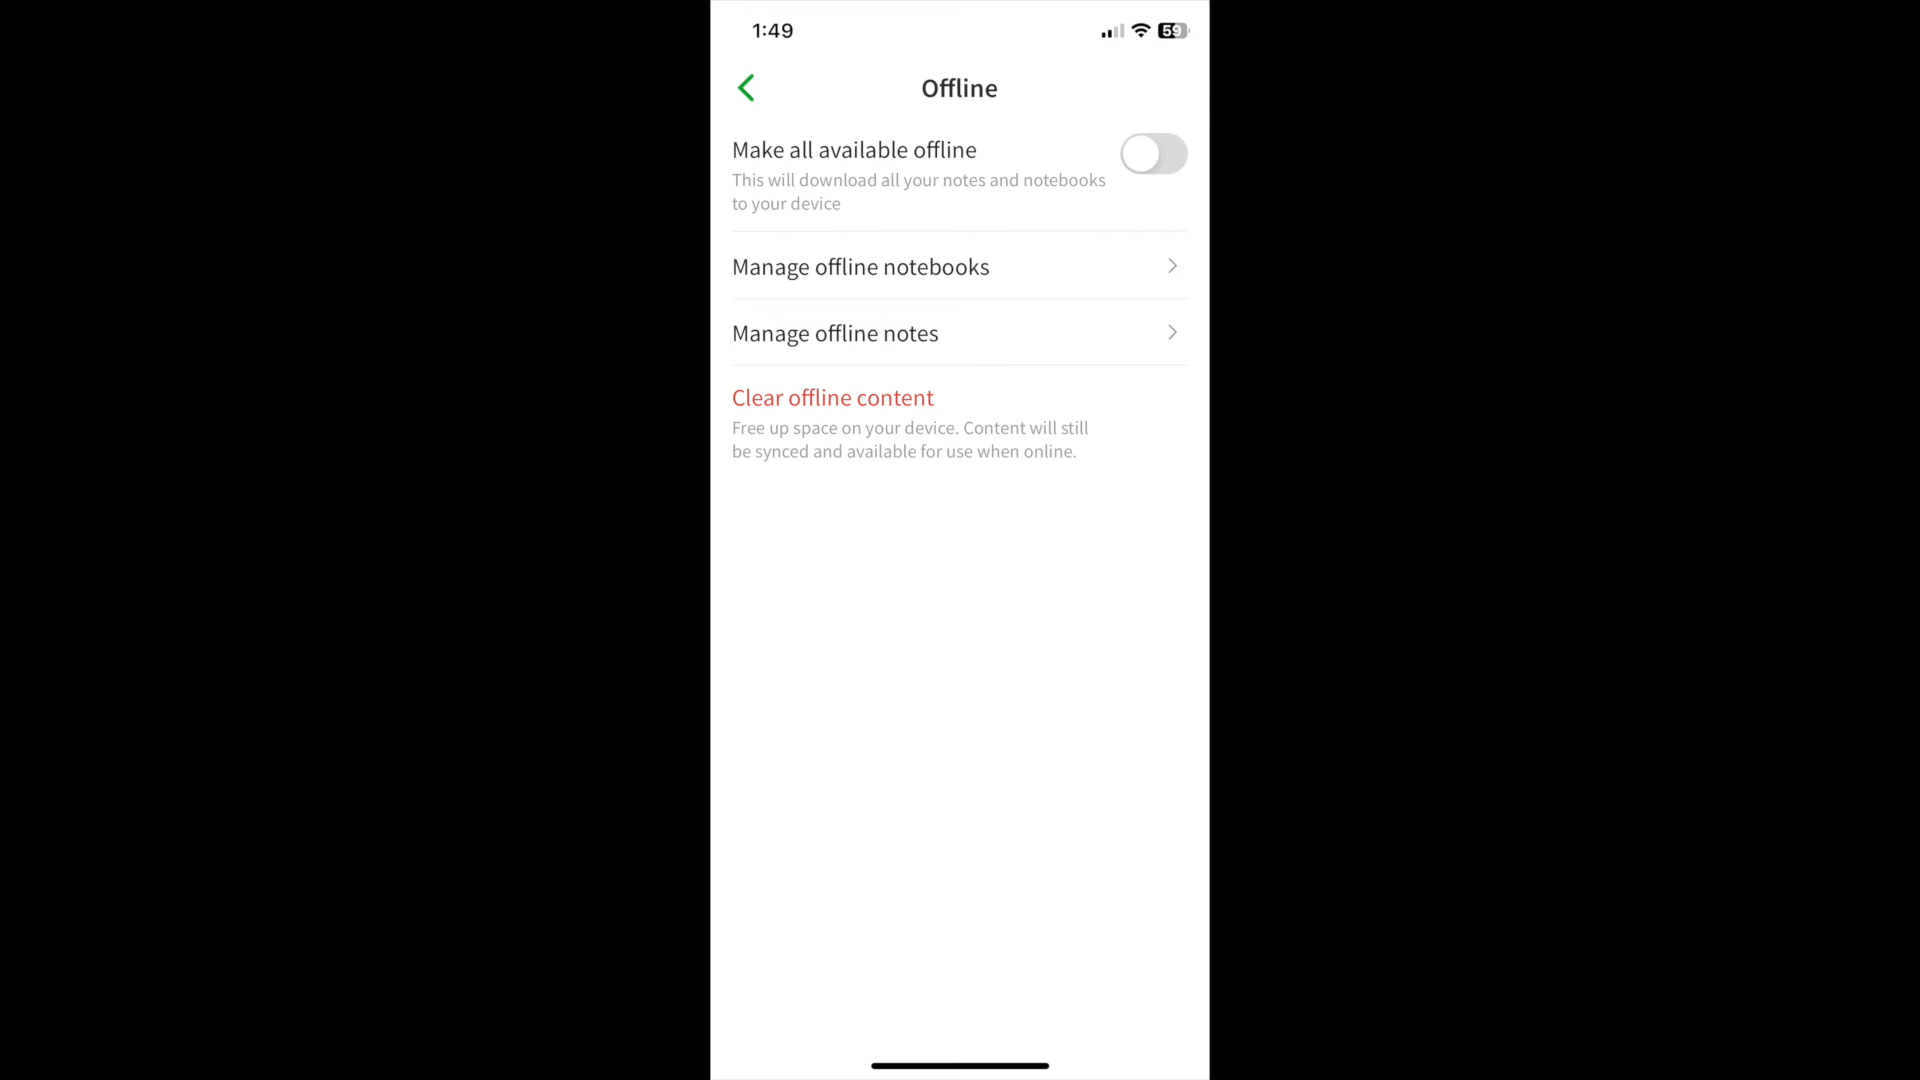 1:49
59
Offline
Make all available offline
This will download all your notes and notebooks
to your device
Manage offline notebooks
Manage offline notes
Clear offline content
Free up space on your device. Content will still
be synced and available for use when online.